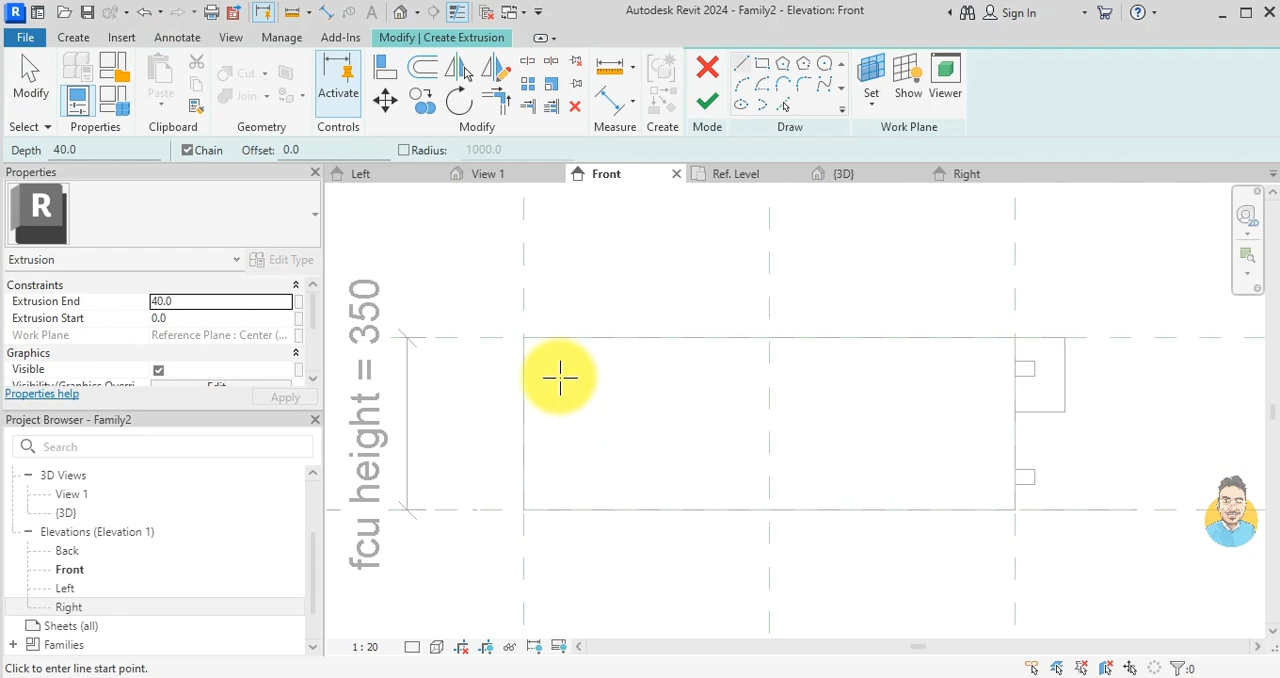 Autodesk Revit 2024 - Family2 - Elevation: Front
Sign In
File
Create
Insert
Annotate
View
Manage
Add-Ins
Modify | Create Extrusion
Modify
Paste
Cut
Join
Activate
Set
Show
Viewer
Select
Properties
Clipboard
Geometry
Controls
Modify
Measure
Create
Mode
Draw
Work Plane
Depth 40.0
Chain
Offset: 0.0
Radius: 1000.0
Properties
Left
View 1
Front
Ref. Level
{3D}
Right
R
Extrusion
Edit Type
Constraints
Extrusion End 40.0
Extrusion Start 0.0
Work Plane Reference Plane : Center (...
Graphics
Visible
Visibility/Graphics Overri... Edit...
Properties help
Apply
Project Browser - Family2
Search
3D Views
View 1
{3D}
Elevations (Elevation 1)
Back
Front
Left
Right
Sheets (all)
Families
fcu height = 350
2D
1 : 20
Click to enter line start point.
:0